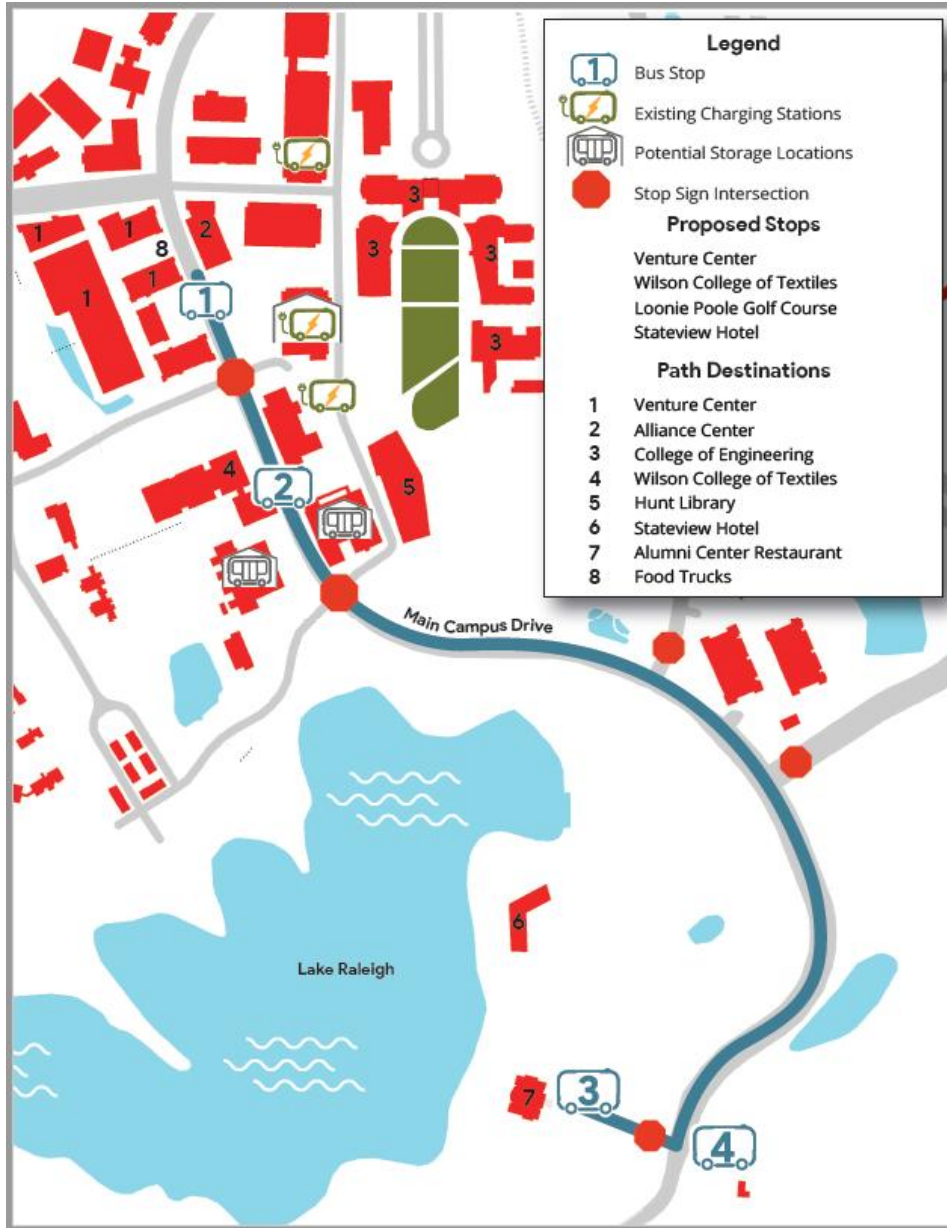 Legend
1
Bus Stop
Existing Charging Stations
Potential Storage Locations
Stop Sign Intersection
Proposed Stops
Venture Center
Wilson College of Textiles
Loonie Poole Golf Course
Stateview Hotel
Path Destinations
1 Venture Center
2 Alliance Center
3 College of Engineering
4 Wilson College of Textiles
5 Hunt Library
6 Stateview Hotel
7 Alumni Center Restaurant
8 Food Trucks
3
1
1
2
8
3
3
1
1
1
3
4
2
5
Main Campus Drive
6
Lake Raleigh
7
3
4